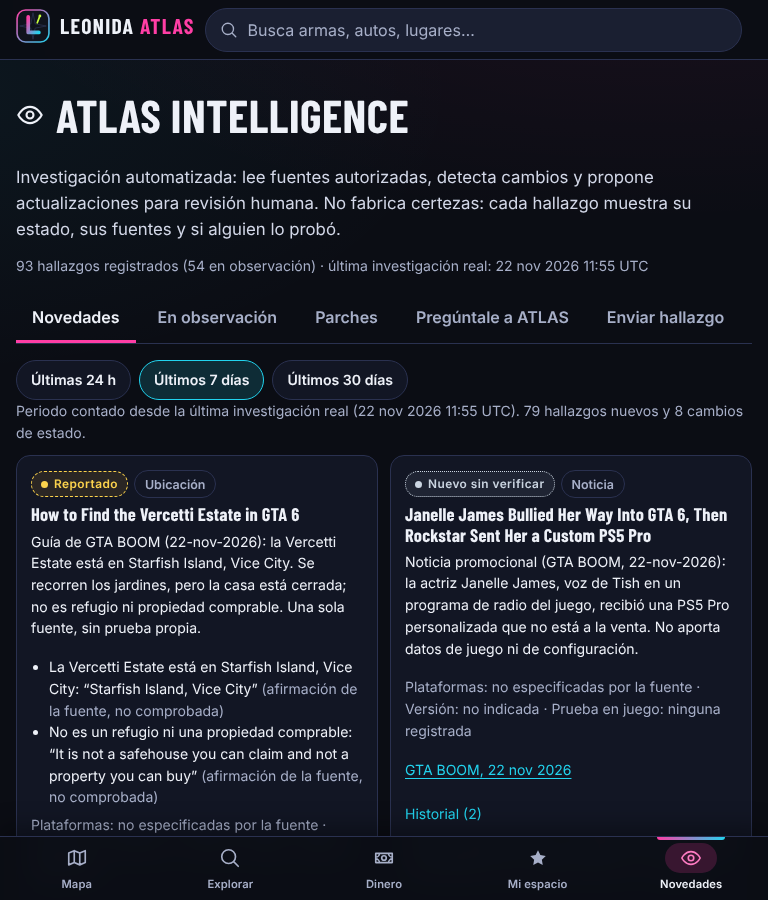 LEONIDA ATLAS
Busca armas, autos, lugares...
ATLAS INTELLIGENCE
Investigación automatizada: lee fuentes autorizadas, detecta cambios y propone
actualizaciones para revisión humana. No fabrica certezas: cada hallazgo muestra su
estado, sus fuentes y si alguien lo probó.
93 hallazgos registrados (54 en observación) · última investigación real: 22 nov 2026 11:55 UTC
Novedades En observación Parches Pregúntale a ATLAS Enviar hallazgo
Últimas 24 h Últimos 7 días Últimos 30 días
Periodo contado desde la última investigación real (22 nov 2026 11:55 UTC). 79 hallazgos nuevos y 8 cambios
de estado.
Reportado Ubicación
How to Find the Vercetti Estate in GTA 6
Guía de GTA BOOM (22-nov-2026): la Vercetti
Estate está en Starfish Island, Vice City. Se
recorren los jardines, pero la casa está cerrada;
no es refugio ni propiedad comprable. Una sola
fuente, sin prueba propia.
• La Vercetti Estate está en Starfish Island, Vice
City: “Starfish Island, Vice City” (afirmación de
la fuente, no comprobada)
• No es un refugio ni una propiedad comprable:
“It is not a safehouse you can claim and not a
property you can buy” (afirmación de la fuente,
no comprobada)
Plataformas: no especificadas por la fuente ·
Nuevo sin verificar Noticia
Janelle James Bullied Her Way Into GTA 6, Then
Rockstar Sent Her a Custom PS5 Pro
Noticia promocional (GTA BOOM, 22-nov-2026):
la actriz Janelle James, voz de Tish en un
programa de radio del juego, recibió una PS5 Pro
personalizada que no está a la venta. No aporta
datos de juego ni de configuración.
Plataformas: no especificadas por la fuente ·
Versión: no indicada · Prueba en juego: ninguna
registrada
GTA BOOM, 22 nov 2026
Historial (2)
Mapa Explorar Dinero Mi espacio Novedades